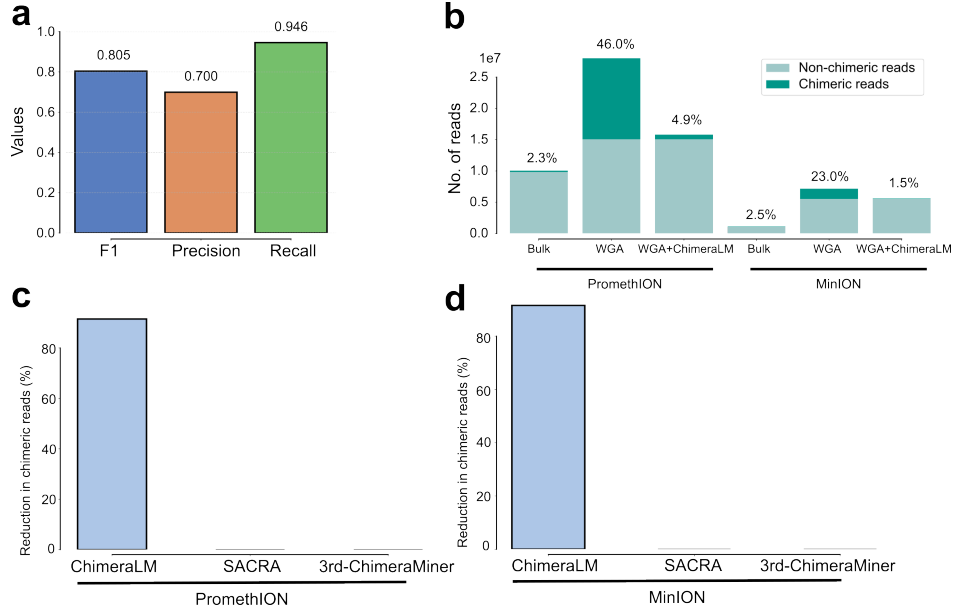 a
Values
1.0
0.8
0.6
0.4
0.2
0.0
0.805
0.700
0.946
F1
Precision
Recall
b
1e7
No. of reads
2.5
2.0
1.5
1.0
0.5
0.0
Non-chimeric reads
Chimeric reads
2.3%
46.0%
4.9%
2.5%
23.0%
1.5%
Bulk
WGA
WGA+ChimeraLM
Bulk
WGA
WGA+ChimeraLM
PromethION
MinION
c
Reduction in chimeric reads (%)
80
60
40
20
0
ChimeraLM
SACRA
3rd-ChimeraMiner
PromethION
d
Reduction in chimeric reads (%)
80
60
40
20
0
ChimeraLM
SACRA
3rd-ChimeraMiner
MinION